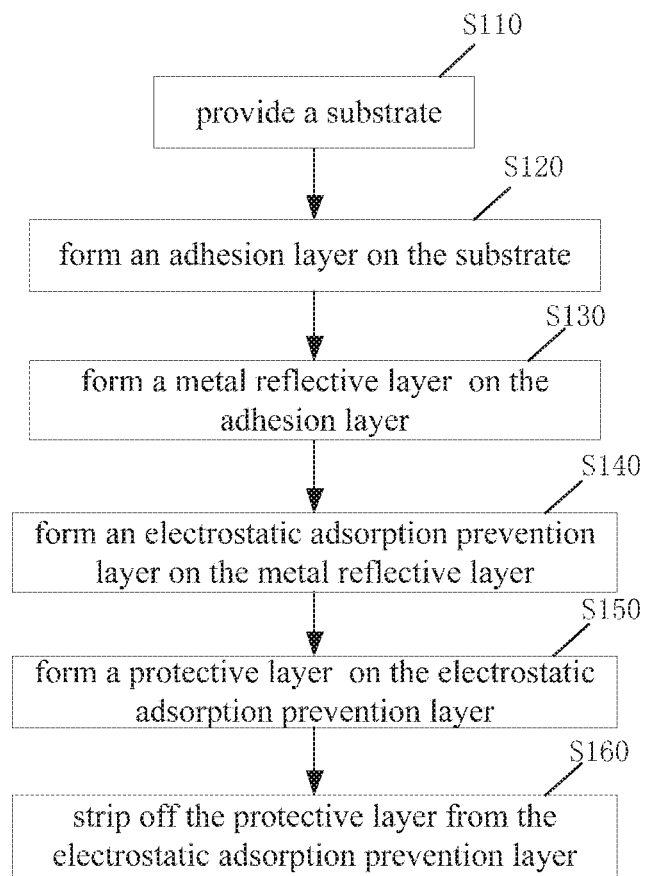 S110
provide a substrate
S120
form an adhesion layer on the substrate
S130
form a metal reflective layer on the
adhesion layer
S140
form an electrostatic adsorption prevention
layer on the metal reflective layer
S150
form a protective layer on the electrostatic
adsorption prevention layer
S160
strip off the protective layer from the
electrostatic adsorption prevention layer